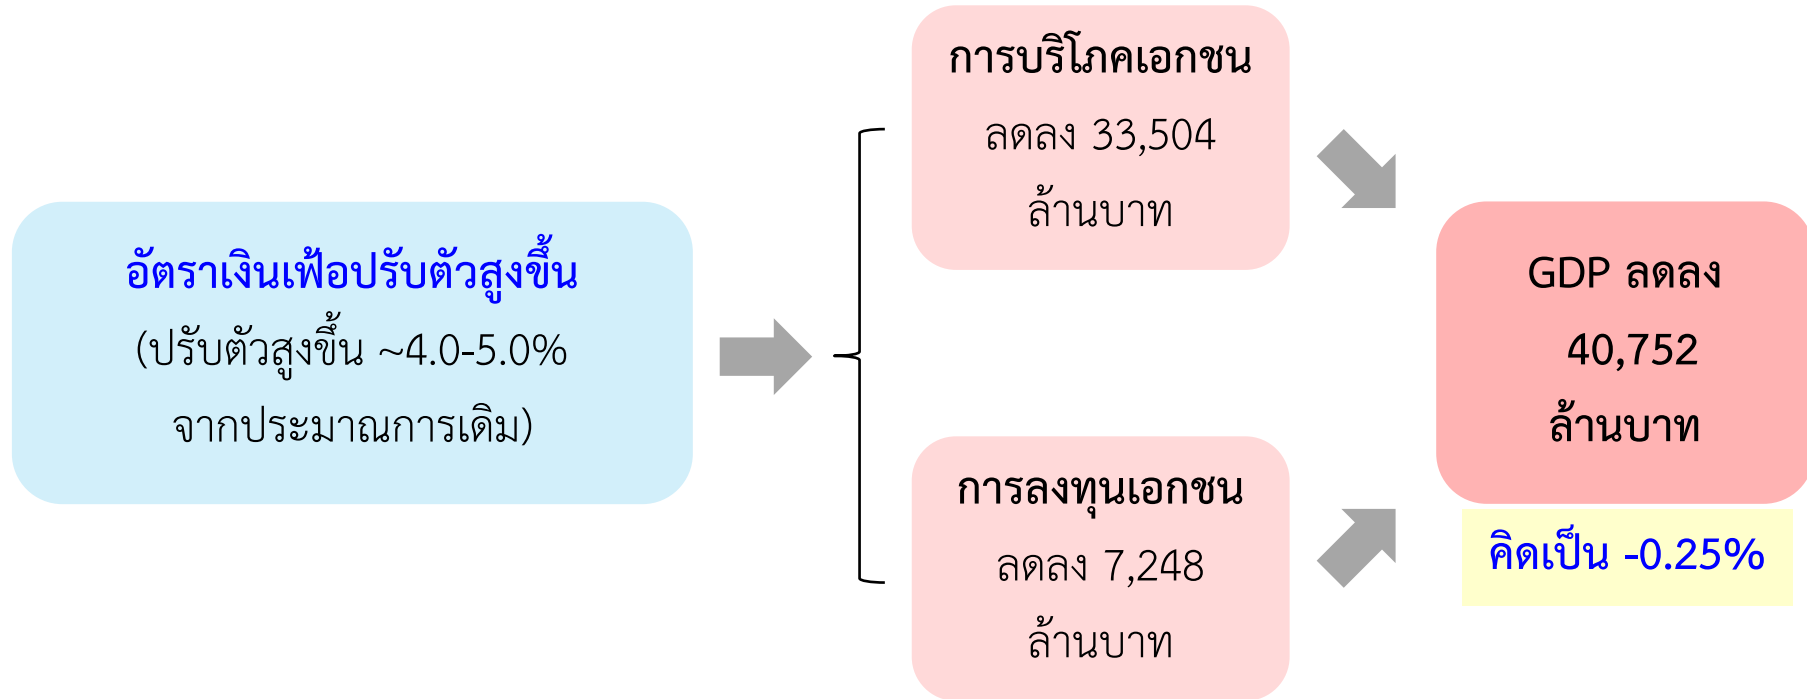 อัตราเงินเฟ้อปรับตัวสูงขึ้น
(ปรับตัวสูงขึ้น ~4.0-5.0%
จากประมาณการเดิม)
การบริโภคเอกชน
ลดลง 33,504
ล้านบาท
การลงทุนเอกชน
ลดลง 7,248
ล้านบาท
GDP ลดลง
40,752
ล้านบาท
คิดเป็น -0.25%